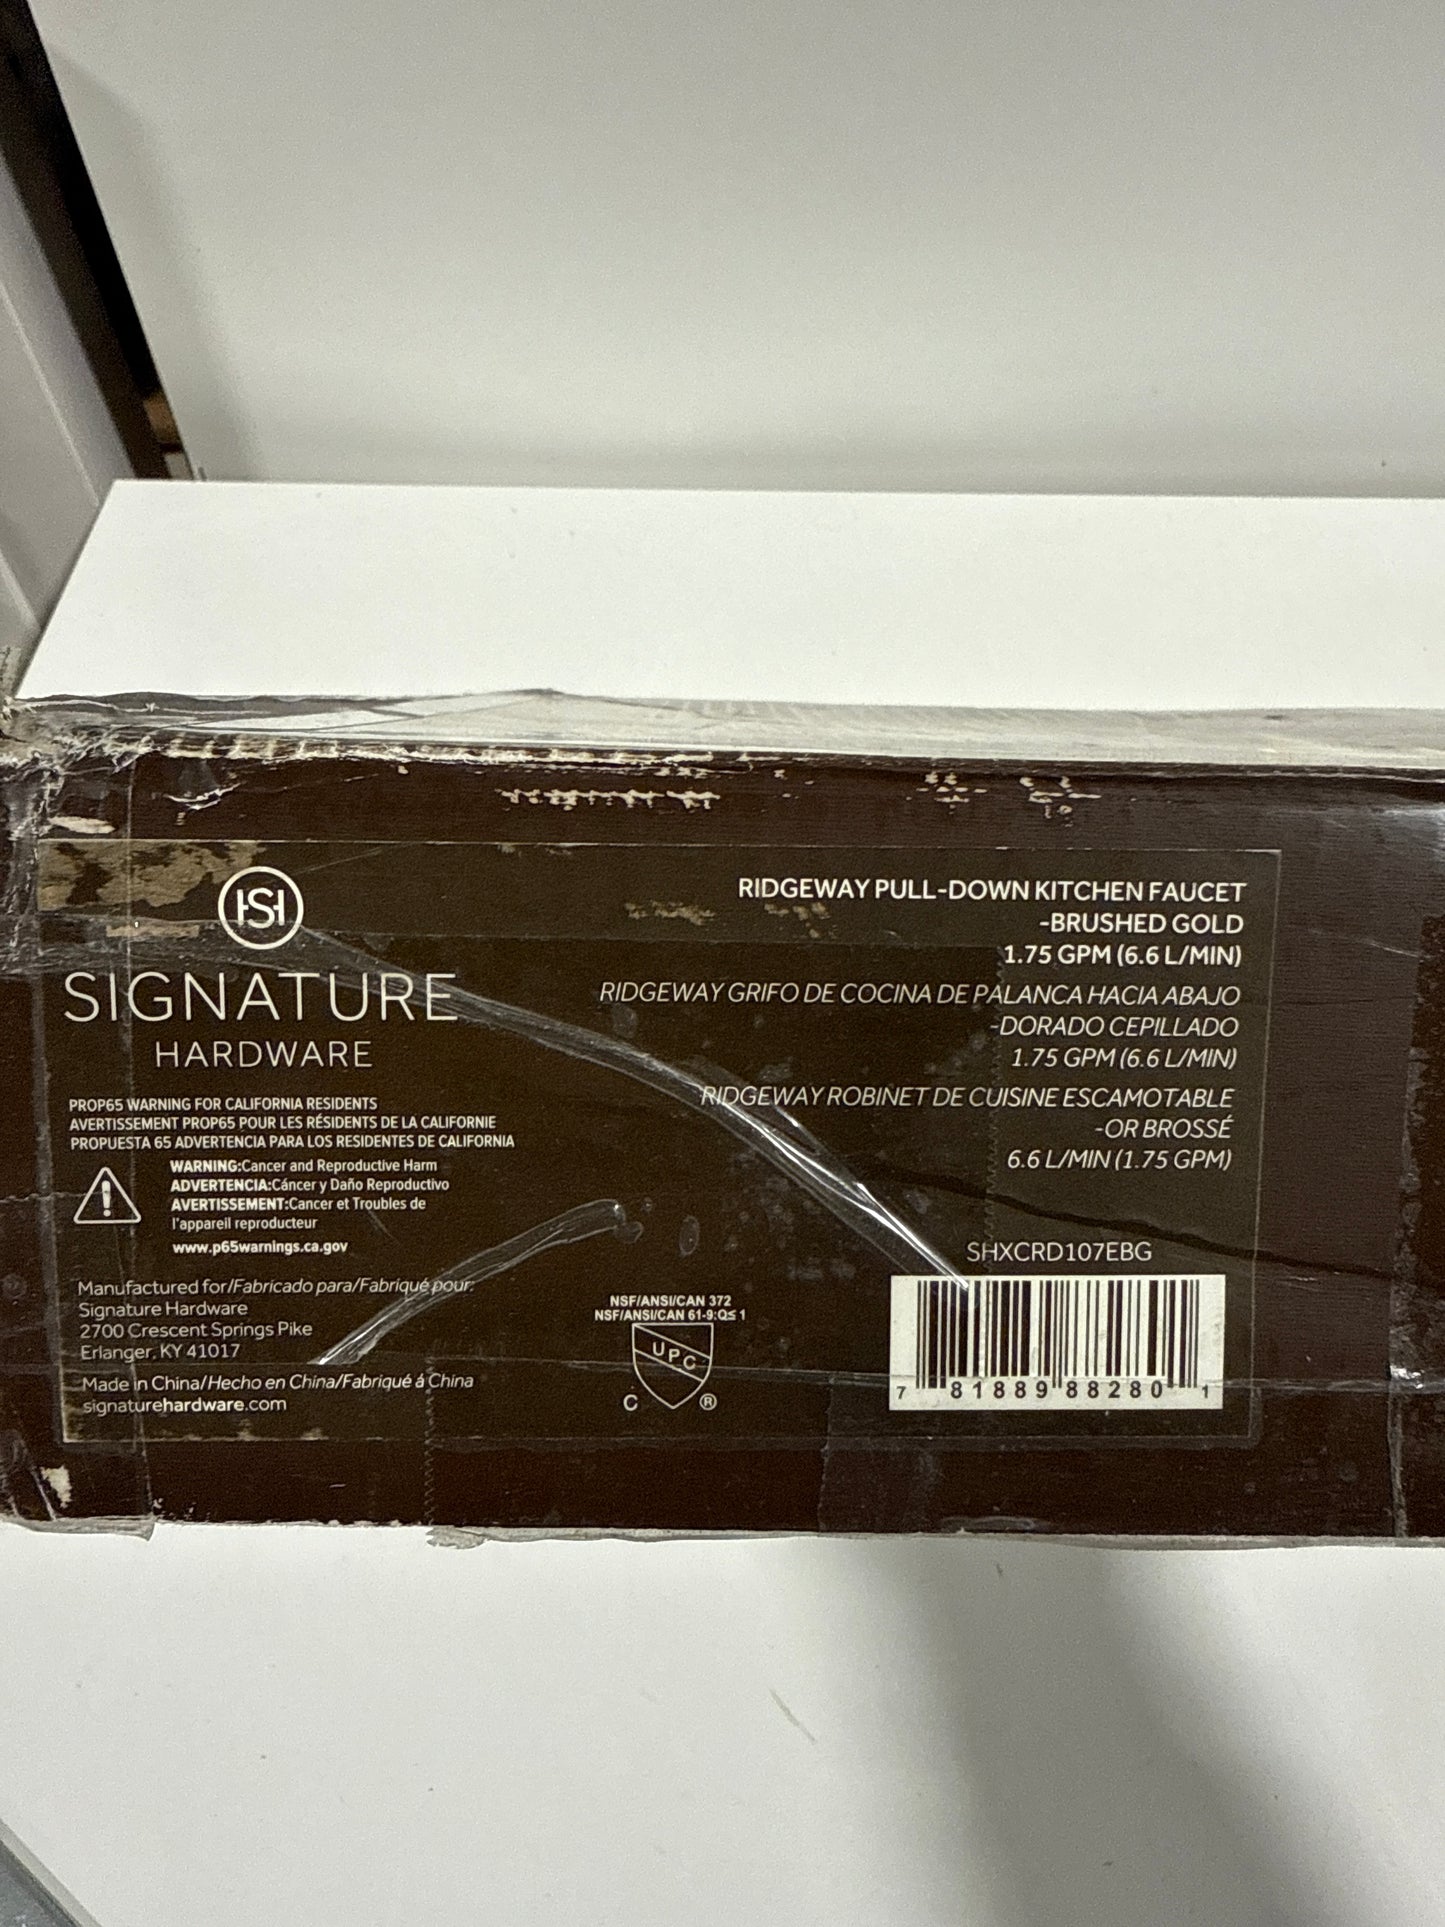 HSH
SIGNATURE
HARDWARE
PROP65 WARNING FOR CALIFORNIA RESIDENTS
AVERTISSEMENT PROP65 POUR LES RÉSIDENTS DE LA CALIFORNIE
PROPUESTA 65 ADVERTENCIA PARA LOS RESIDENTES DE CALIFORNIA
WARNING:Cancer and Reproductive Harm
ADVERTENCIA:Cáncer y Daño Reproductivo
AVERTISSEMENT:Cancer et Troubles de
l'appareil reproducteur
www.p65warnings.ca.gov
Manufactured for/Fabricado para/Fabriqué pour:
Signature Hardware
2700 Crescent Springs Pike
Erlanger, KY 41017
Made in China/Hecho en China/Fabriqué á China
signaturehardware.com
NSF/ANSI/CAN 372
NSF/ANSI/CAN 61-9:Q≤1
UPC
C ®
RIDGEWAY PULL-DOWN KITCHEN FAUCET
-BRUSHED GOLD
1.75 GPM (6.6 L/MIN)
RIDGEWAY GRIFO DE COCINA DE PALANCA HACIA ABAJO
-DORADO CEPILLADO
1.75 GPM (6.6 L/MIN)
RIDGEWAY ROBINET DE CUISINE ESCAMOTABLE
-OR BROSSÉ
6.6 L/MIN (1.75 GPM)
SHXCRD107EBG
7 81889 88280 1